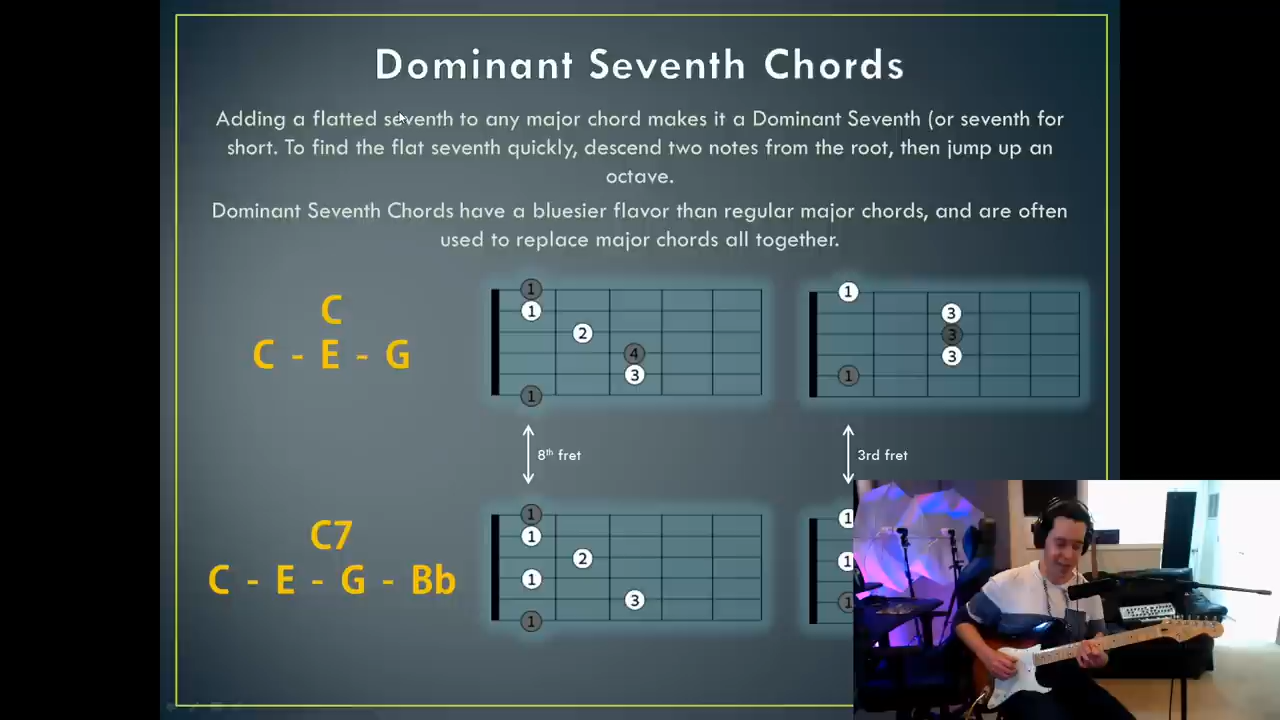 Dominant Seventh Chords
Adding a flatted seventh to any major chord makes it a Dominant Seventh (or seventh for
short. To find the flat seventh quickly, descend two notes from the root, then jump up an
octave.
Dominant Seventh Chords have a bluesier flavor than regular major chords, and are often
used to replace major chords all together.
C
C - E - G
1
1
2
4
3
1
1
3
3
3
1
8th fret
3rd fret
C7
C - E - G - Bb
1
1
2
1
3
1
1
1
1